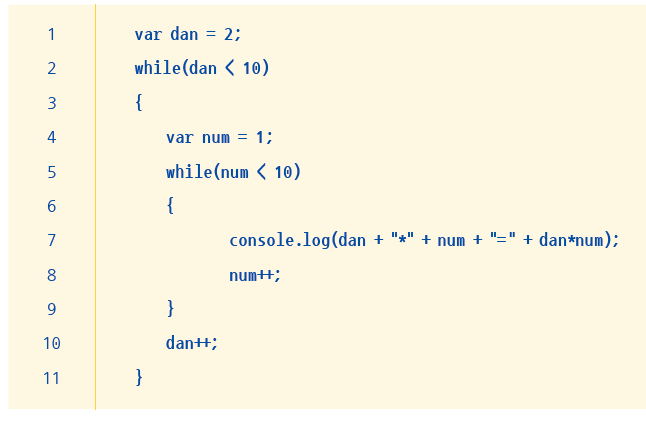 1 var dan = 2;
2 while(dan < 10)
3 {
4 var num = 1;
5 while(num < 10)
6 {
7 console.log(dan + "*" + num + "=" + dan*num);
8 num++;
9 }
10 dan++;
11 }